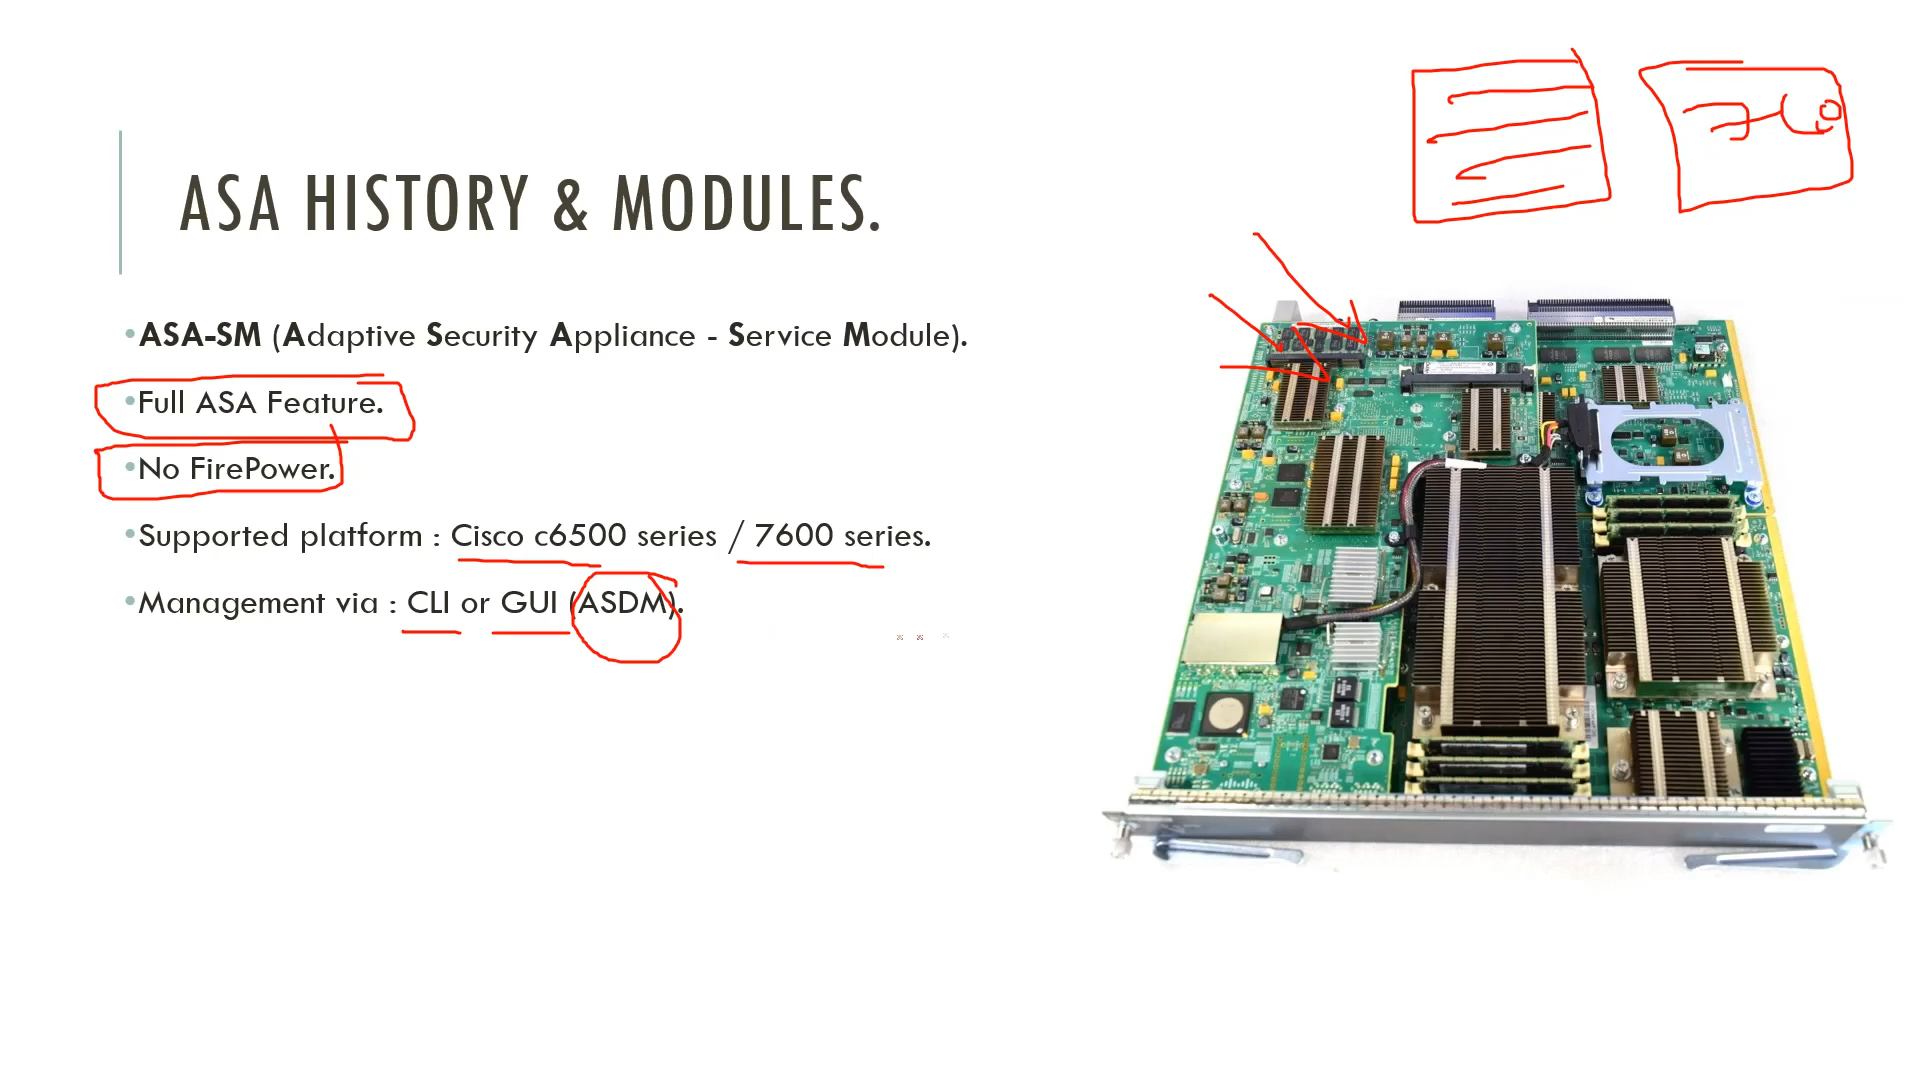 ASA HISTORY & MODULES.
•ASA-SM (Adaptive Security Appliance - Service Module).
•Full ASA Feature.
•No FirePower.
•Supported platform : Cisco c6500 series / 7600 series.
•Management via : CLI or GUI (ASDM).